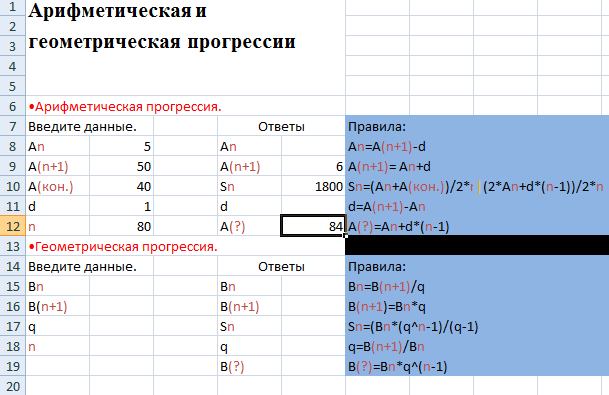 1 Арифметическая и
2
3 геометрическая прогрессии
4
5
6 •Арифметическая прогрессия.
7 Введите данные. Ответы Правила:
8 An 5 An An=A(n+1)-d
9 A(n+1) 50 A(n+1) 6 A(n+1)= An+d
10 A(кон.) 40 Sn 1800 Sn=(An+A(кон.))/2*n (2*An+d*(n-1))/2*n
11 d 1 d d=A(n+1)-An
12 n 80 A(?) 84 A(?)=An+d*(n-1)
13 •Геометрическая прогрессия.
14 Введите данные. Ответы Правила:
15 Bn Bn Bn=B(n+1)/q
16 B(n+1) B(n+1) B(n+1)=Bn*q
17 q Sn Sn=(Bn*(q^n-1)/(q-1)
18 n q q=B(n+1)/Bn
19 B(?) B(?)=Bn*q^(n-1)
20